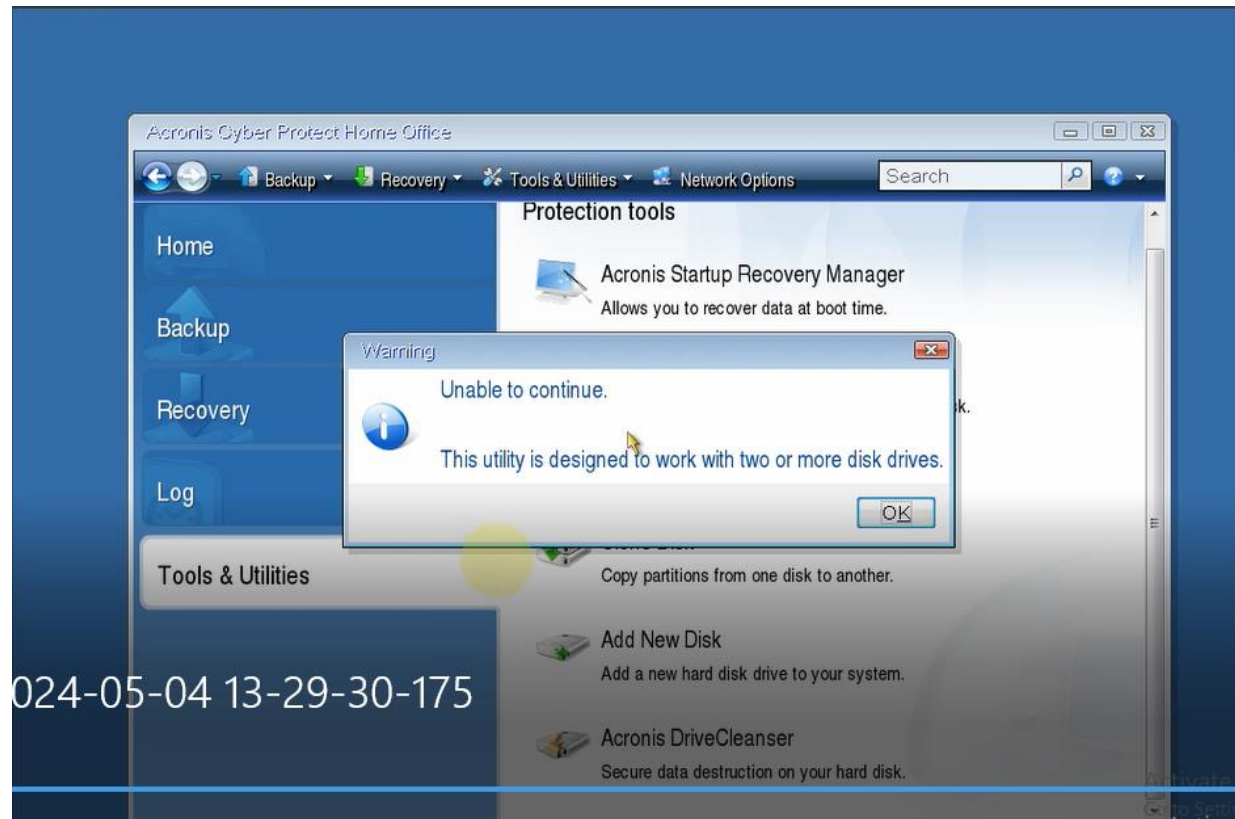 Acronis Cyber Protect Home Office
Backup Recovery Tools & Utilities Network Options Search
Home
Backup
Recovery
Log
Tools & Utilities
Protection tools
Acronis Startup Recovery Manager
Allows you to recover data at boot time.
Warning
Unable to continue.
This utility is designed to work with two or more disk drives.
OK
Copy partitions from one disk to another.
Add New Disk
Add a new hard disk drive to your system.
Acronis DriveCleanser
Secure data destruction on your hard disk.
024-05-04 13-29-30-175
Activate
Go to Setti